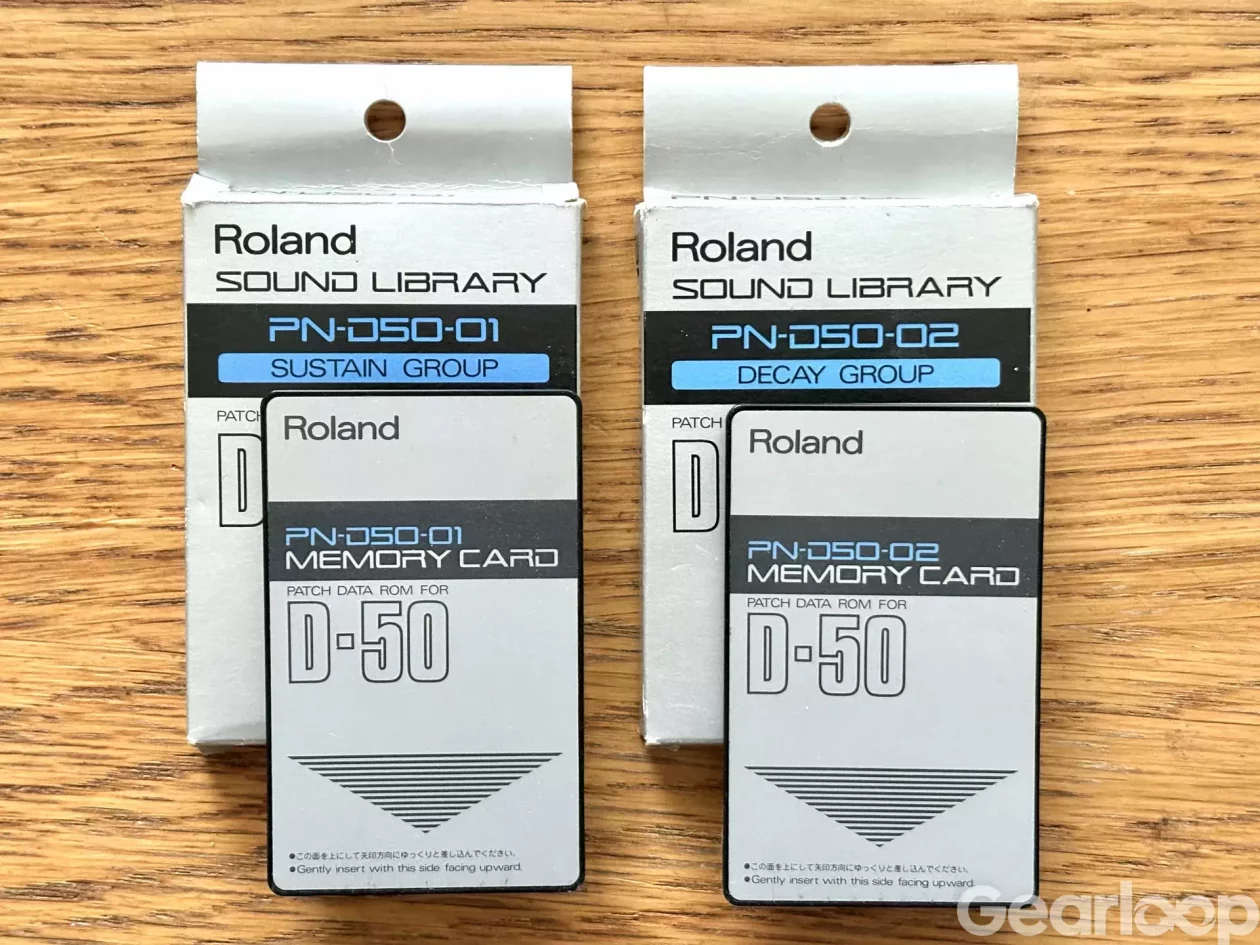 Roland
SOUND LIBRARY
PN-D50-01
SUSTAIN GROUP
PATCH
D
Roland
PN-D50-01
MEMORY CARD
PATCH DATA ROM FOR
D-50
●この面を上にして矢印方向にゆっくりと差し込んでください。
●Gently insert with this side facing upward.
Roland
SOUND LIBRARY
PN-D50-02
DECAY GROUP
PATCH
D
Roland
PN-D50-02
MEMORY CARD
PATCH DATA ROM FOR
D-50
●この面を上にして矢印方向にゆっくりと差し込んでください。
●Gently insert with this side facing upward.
Gearloop